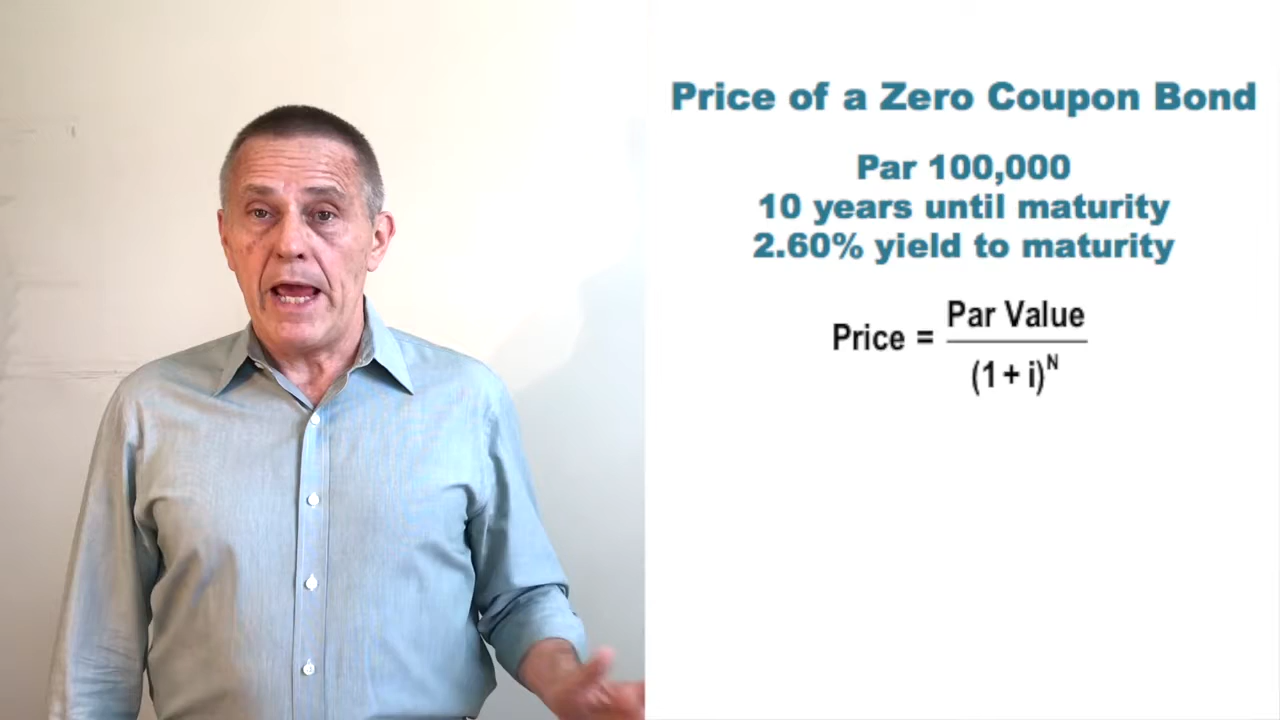 Price of a Zero Coupon Bond
Par 100,000
10 years until maturity
2.60% yield to maturity
Price = Par Value
(1 + i)^N